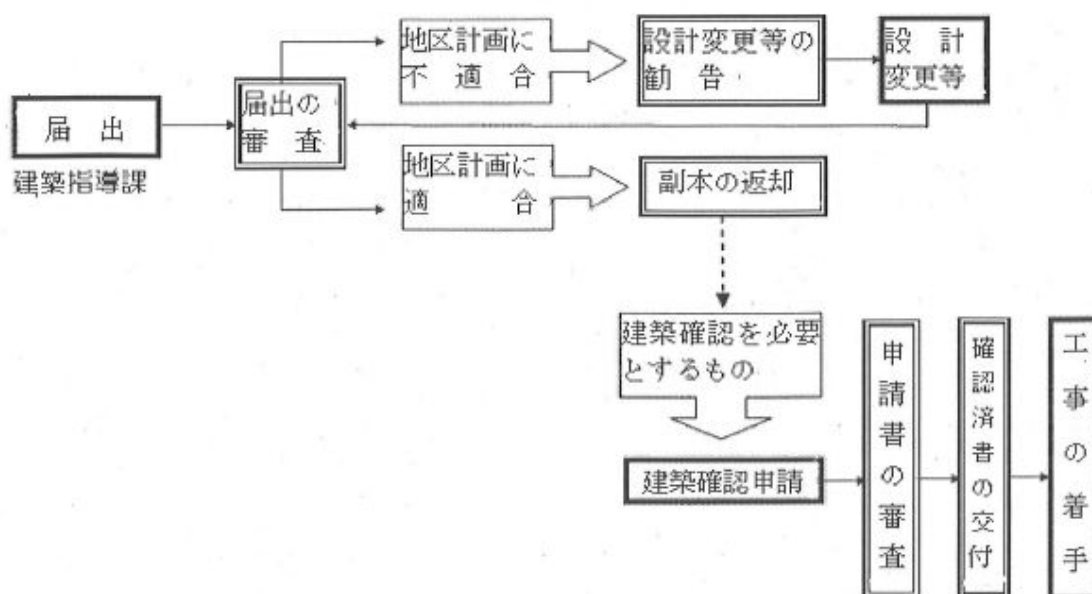 届出
建築指導課
届出の
審査
地区計画に
不適合
設計変更等の
勧告
設計
変更等
地区計画に
適合
副本の返却
建築確認を必要
とするもの
建築確認申請
申請書の審査
確認済書の交付
工事の着手